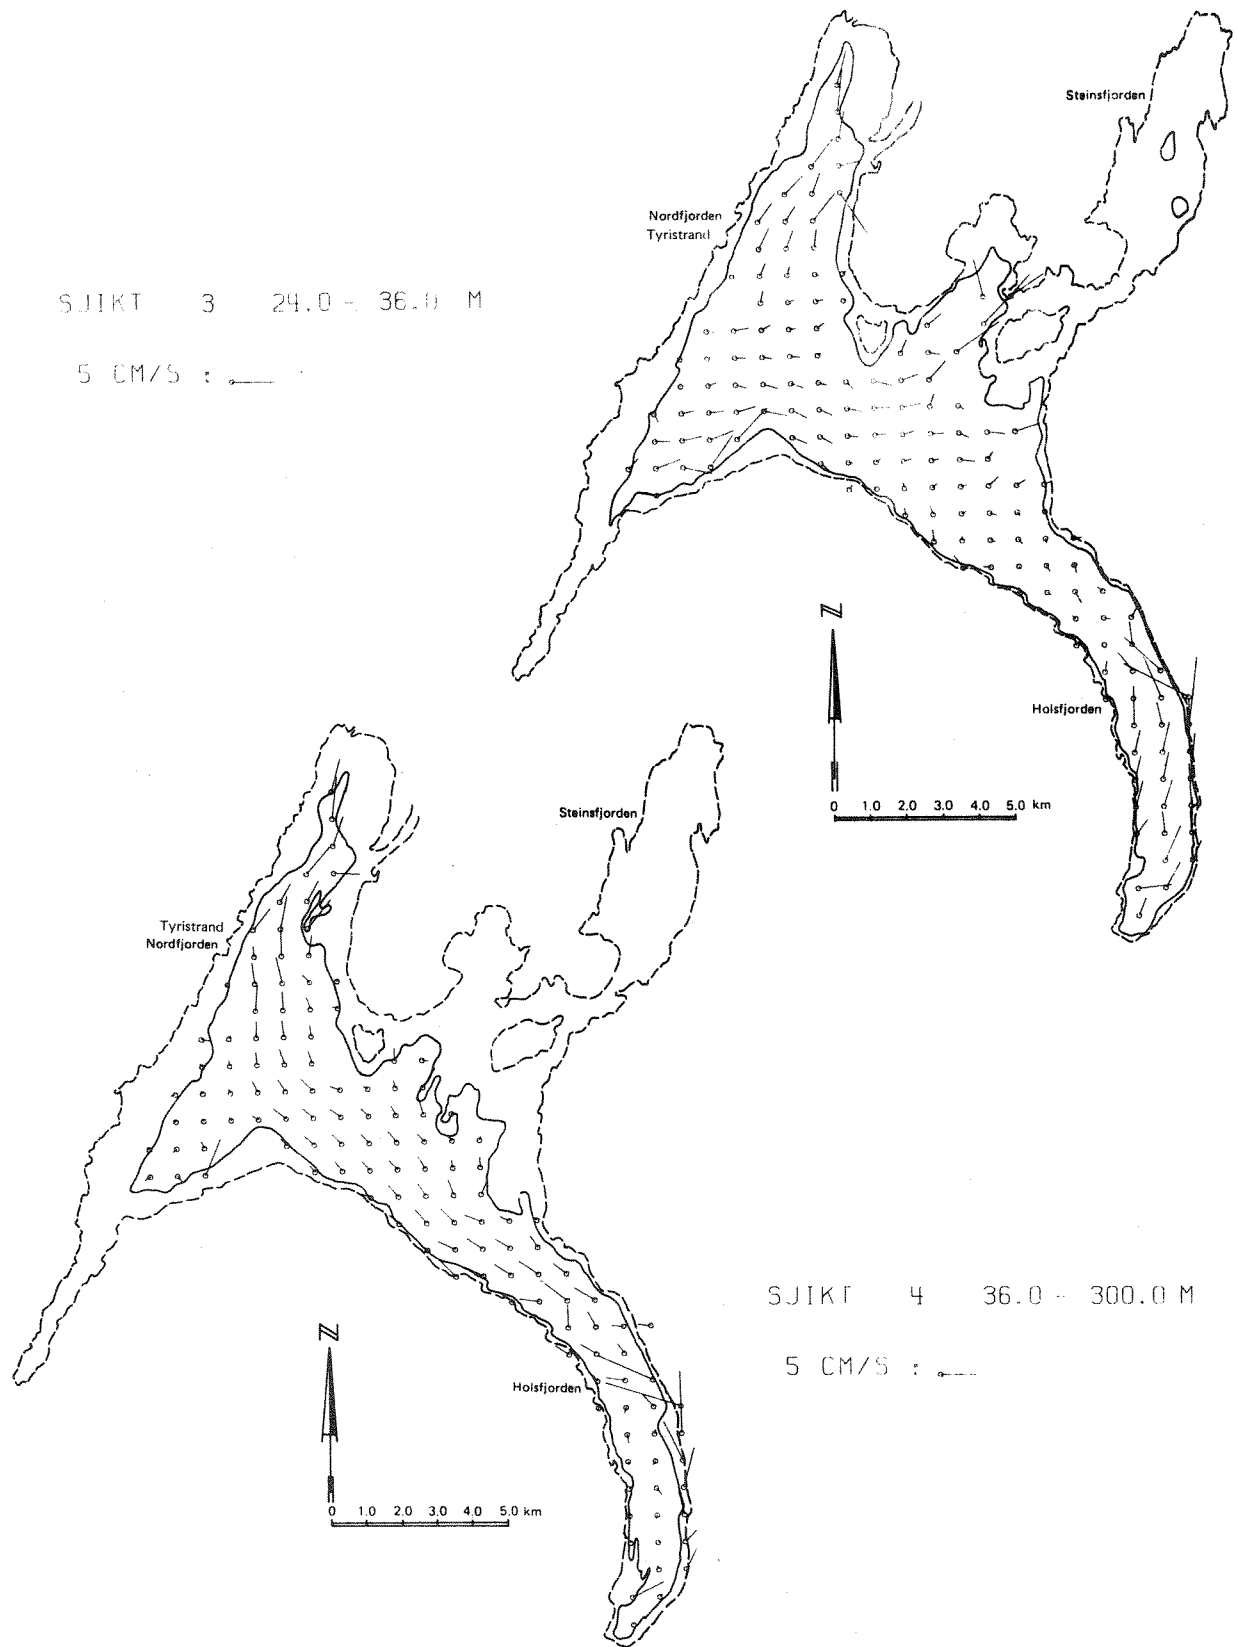 Steinsfjorden
Nordfjorden
Tyristrand
SJIKT 3 24.0 - 36.0 M
5 CM/S :
N
Holsfjorden
0 1.0 2.0 3.0 4.0 5.0 km
Steinsfjorden
Tyristrand
Nordfjorden
SJIKT 4 36.0 - 300.0 M
5 CM/S :
N
Holsfjorden
0 1.0 2.0 3.0 4.0 5.0 km